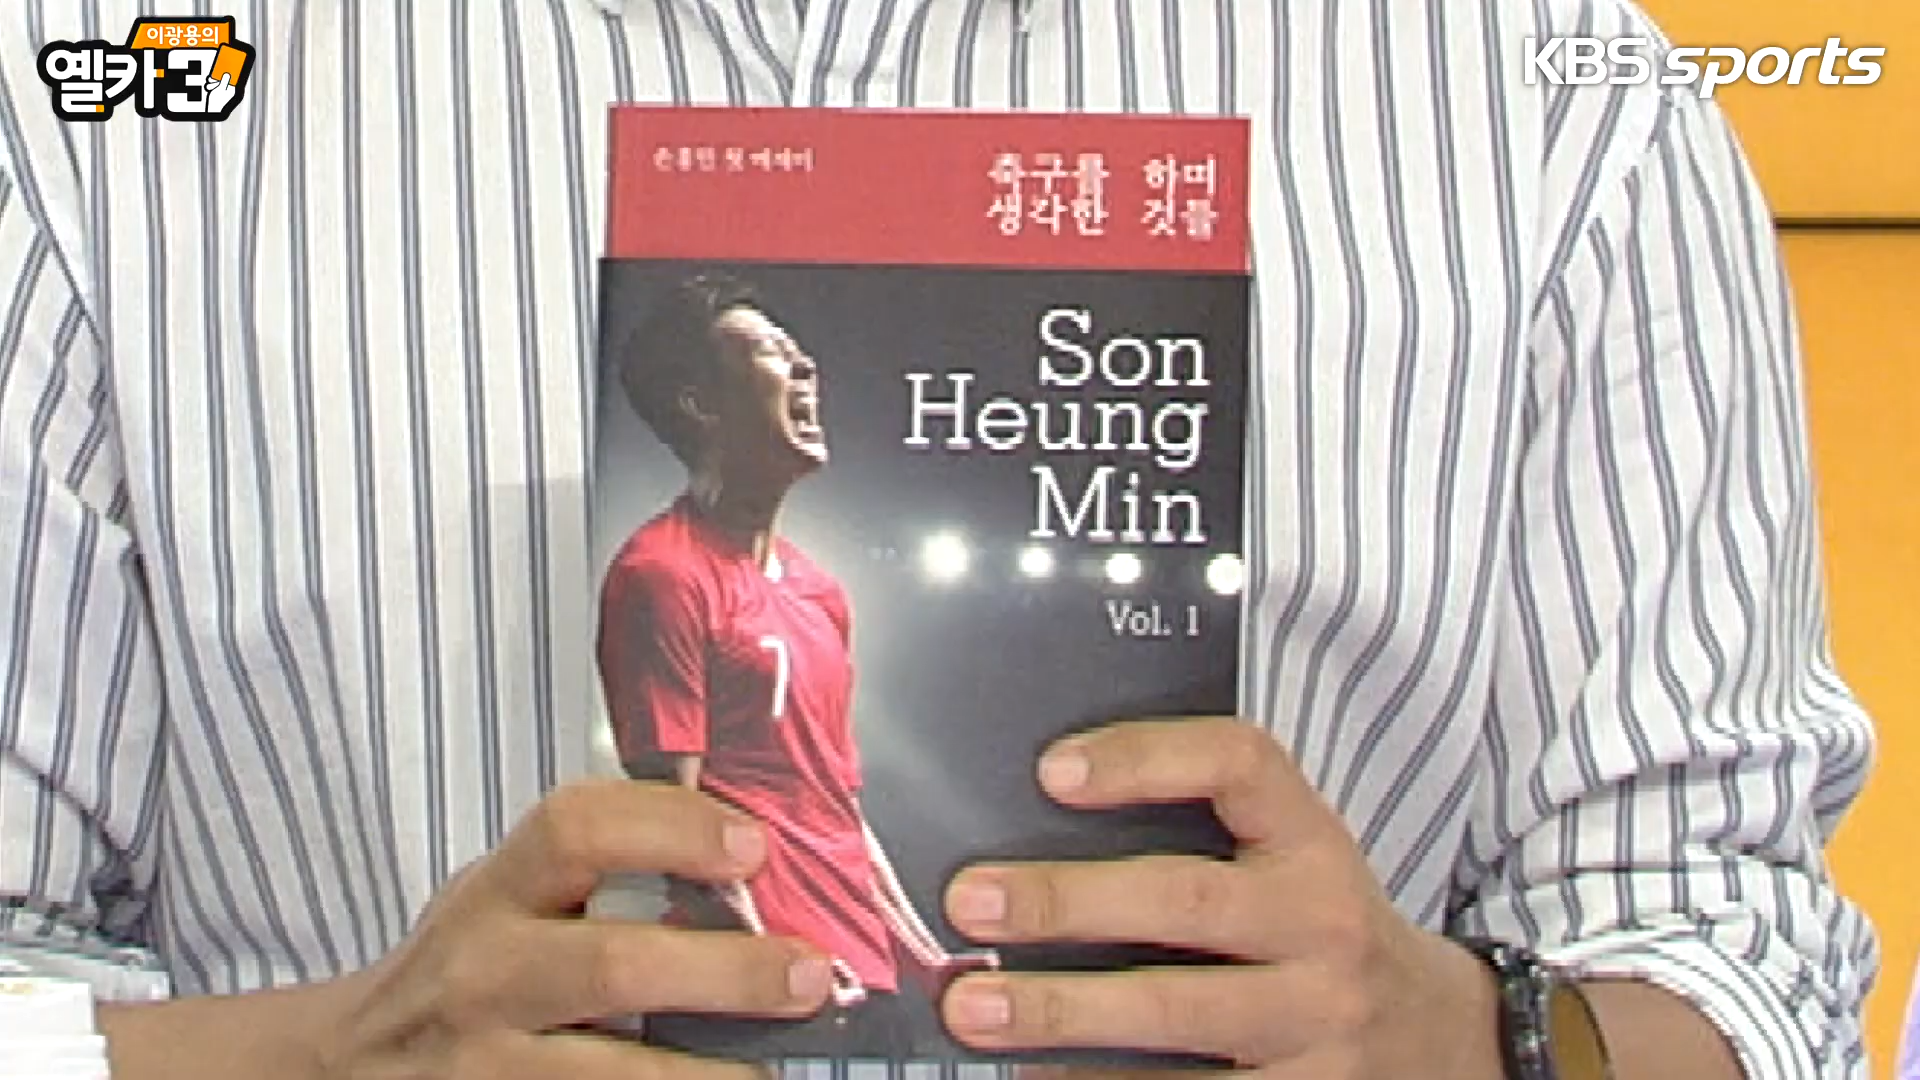 이광용의
옐카3
KBS sports
손흥민 첫 에세이
축구를 하며
생각한 것들
Son
Heung
Min
Vol. 1
7